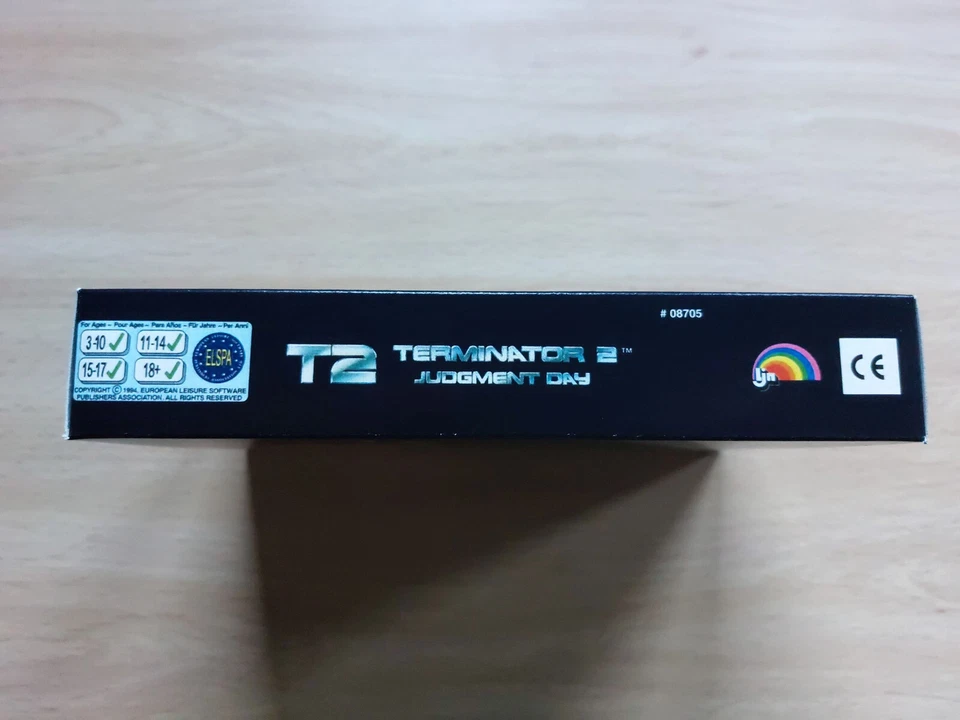 For Ages - Pour Ages - Para Años - Für Jahre - Per Anni
3-10 11-14
15-17 18+
ELSPA
COPYRIGHT © 1994. EUROPEAN LEISURE SOFTWARE
PUBLISHERS ASSOCIATION. ALL RIGHTS RESERVED
T2
TERMINATOR 2™
JUDGMENT DAY
# 08705
LJN
CE